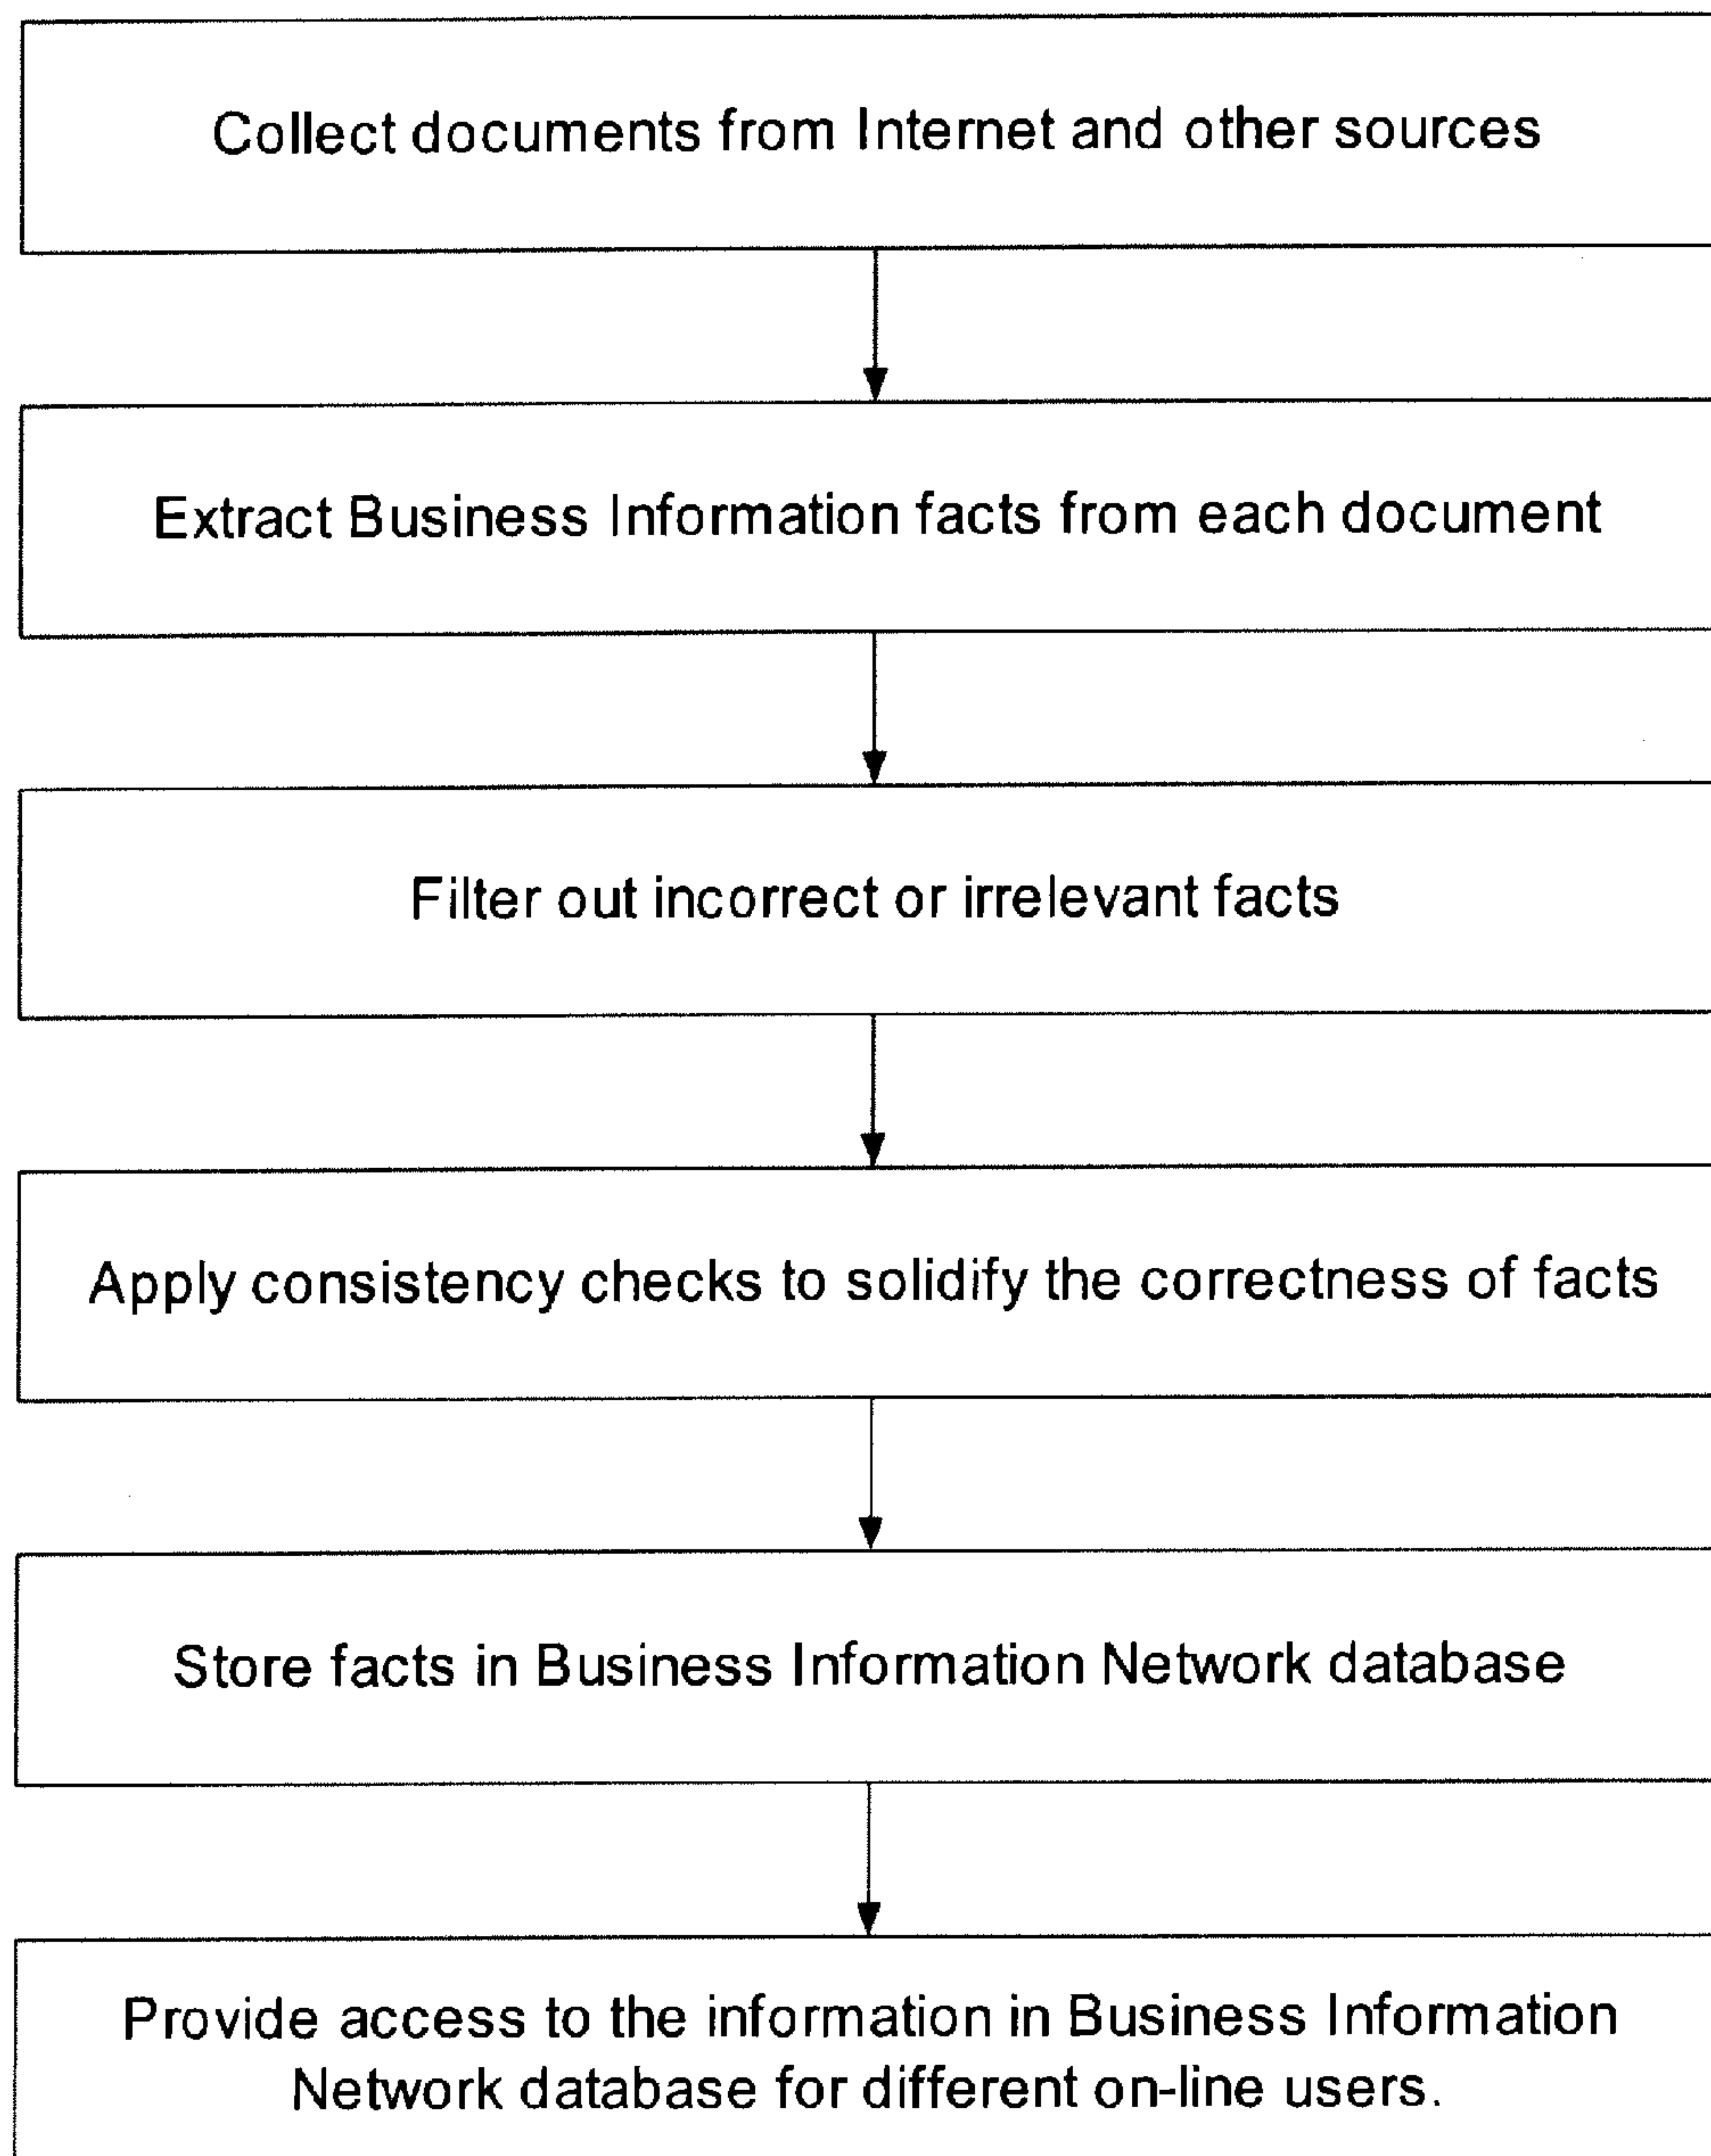 Collect documents from Internet and other sources
Extract Business Information facts from each document
Filter out incorrect or irrelevant facts
Apply consistency checks to solidify the correctness of facts
Store facts in Business Information Network database
Provide access to the information in Business Information
Network database for different on-line users.